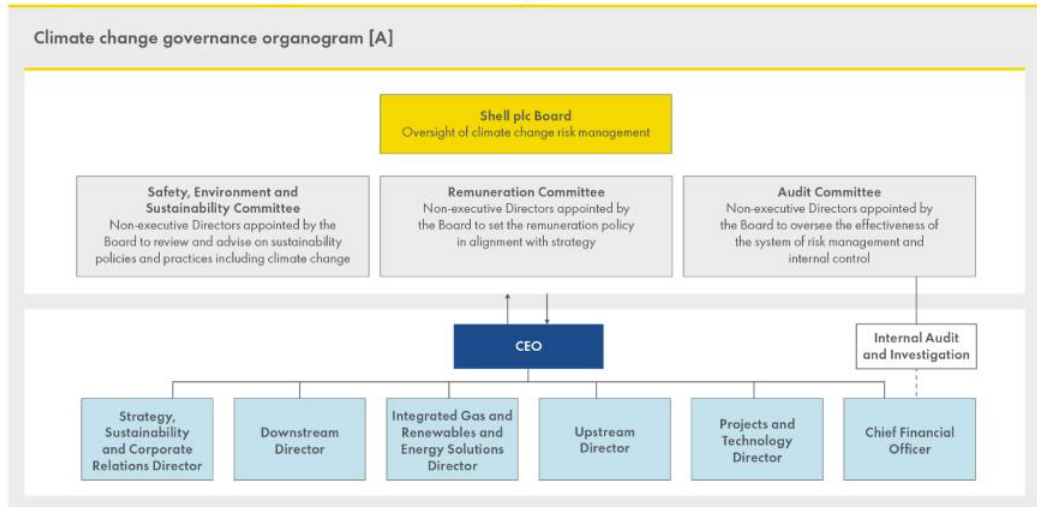 Climate change governance organogram [A]
Shell plc Board
Oversight of climate change risk management
Safety, Environment and
Sustainability Committee
Non-executive Directors appointed by the
Board to review and advise on sustainability
policies and practices including climate change
Remuneration Committee
Non-executive Directors appointed by
the Board to set the remuneration policy
in alignment with strategy
Audit Committee
Non-executive Directors appointed by
the Board to oversee the effectiveness of
the system of risk management and
internal control
CEO
Internal Audit
and Investigation
Strategy,
Sustainability
and Corporate
Relations Director
Downstream
Director
Integrated Gas and
Renewables and
Energy Solutions
Director
Upstream
Director
Projects and
Technology
Director
Chief Financial
Officer